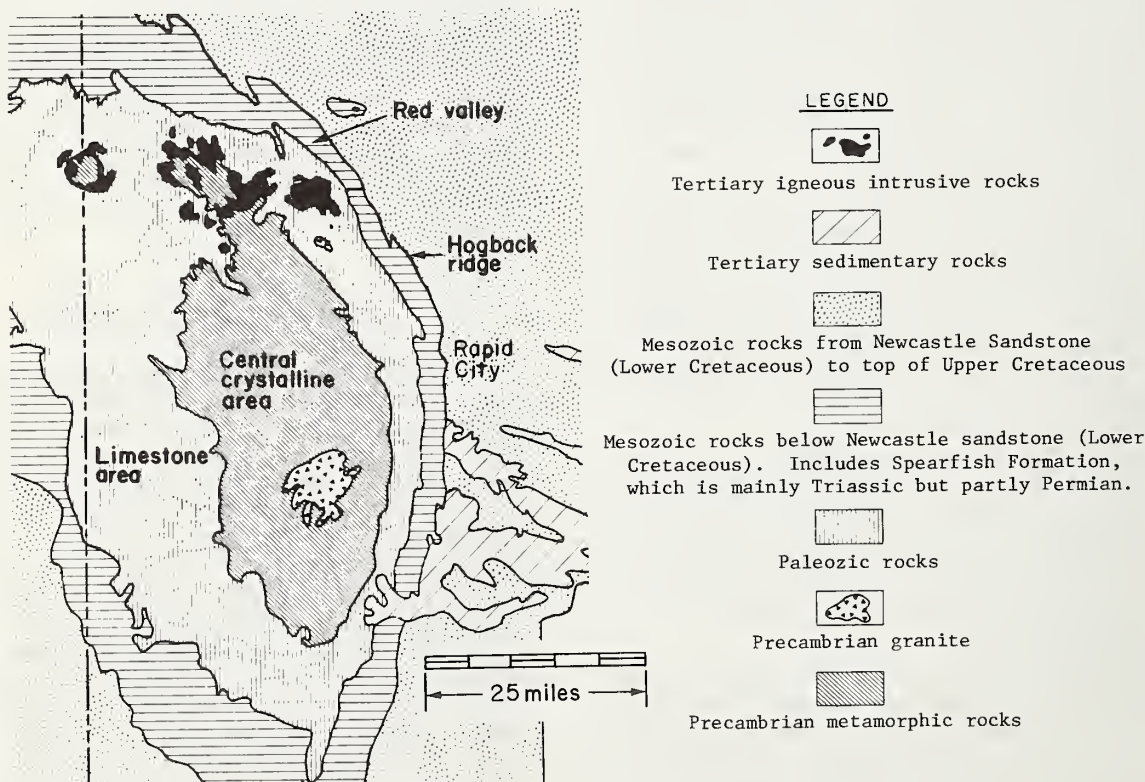 Red valley
Hogback
ridge
Rapid
City
Central
crystalline
area
Limestone
area
25 miles
LEGEND
Tertiary igneous intrusive rocks
Tertiary sedimentary rocks
Mesozoic rocks from Newcastle Sandstone
(Lower Cretaceous) to top of Upper Cretaceous
Mesozoic rocks below Newcastle sandstone (Lower
Cretaceous). Includes Spearfish Formation,
which is mainly Triassic but partly Permian.
Paleozic rocks
Precambrian granite
Precambrian metamorphic rocks